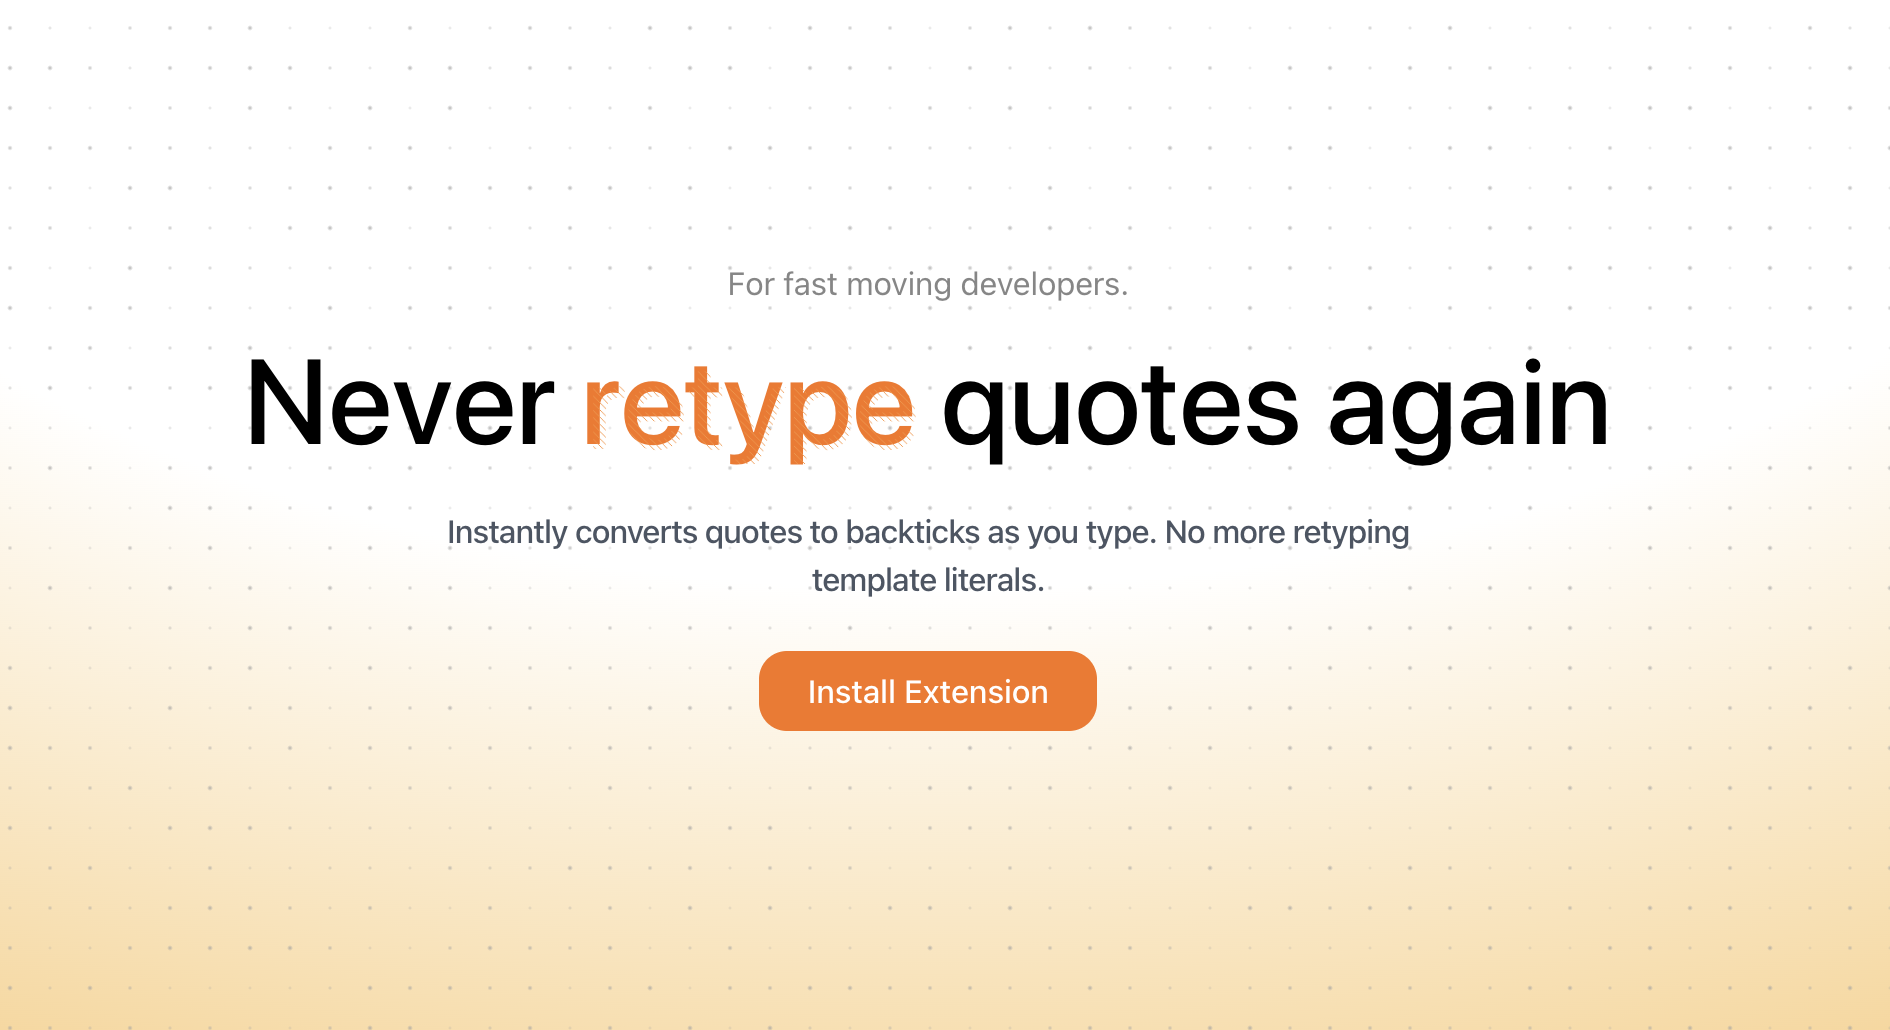 For fast moving developers.
Never retype quotes again
Instantly converts quotes to backticks as you type. No more retyping
template literals.
Install Extension